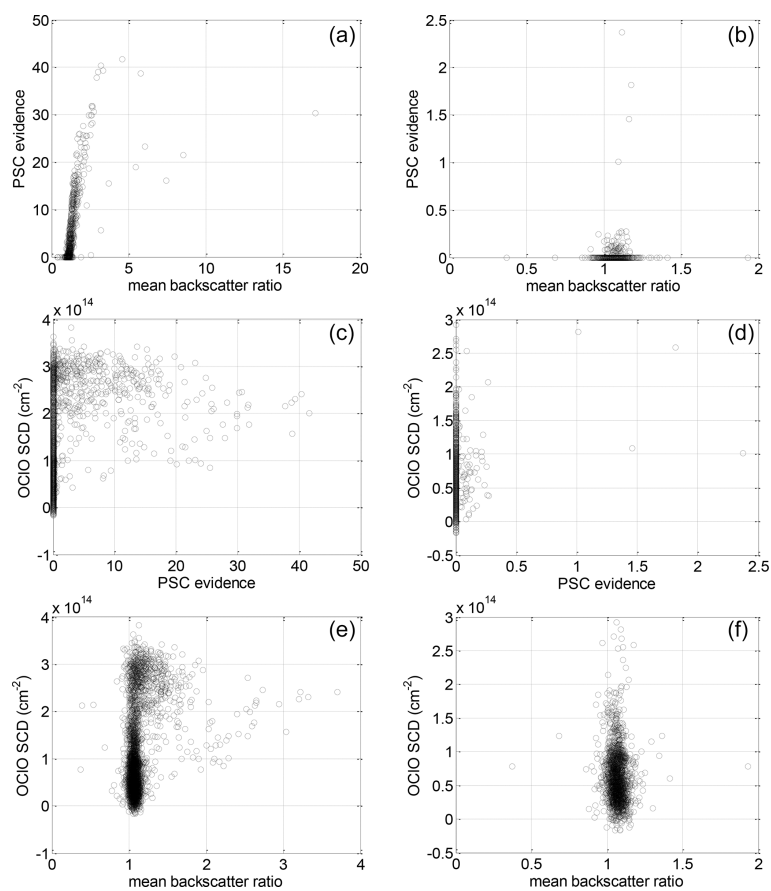 (a)
PSC evidence
50
40
30
20
10
0
0 5 10 15 20
mean backscatter ratio
(b)
PSC evidence
2.5
2
1.5
1
0.5
0
0 0.5 1 1.5 2
mean backscatter ratio
(c)
x 10^14
OClO SCD (cm^-2)
4
3
2
1
0
-1
0 10 20 30 40 50
PSC evidence
(d)
x 10^14
OClO SCD (cm^-2)
3
2.5
2
1.5
1
0.5
0
-0.5
0 0.5 1 1.5 2 2.5
PSC evidence
(e)
x 10^14
OClO SCD (cm^-2)
4
3
2
1
0
-1
0 1 2 3 4
mean backscatter ratio
(f)
x 10^14
OClO SCD (cm^-2)
3
2.5
2
1.5
1
0.5
0
-0.5
0 0.5 1 1.5 2
mean backscatter ratio